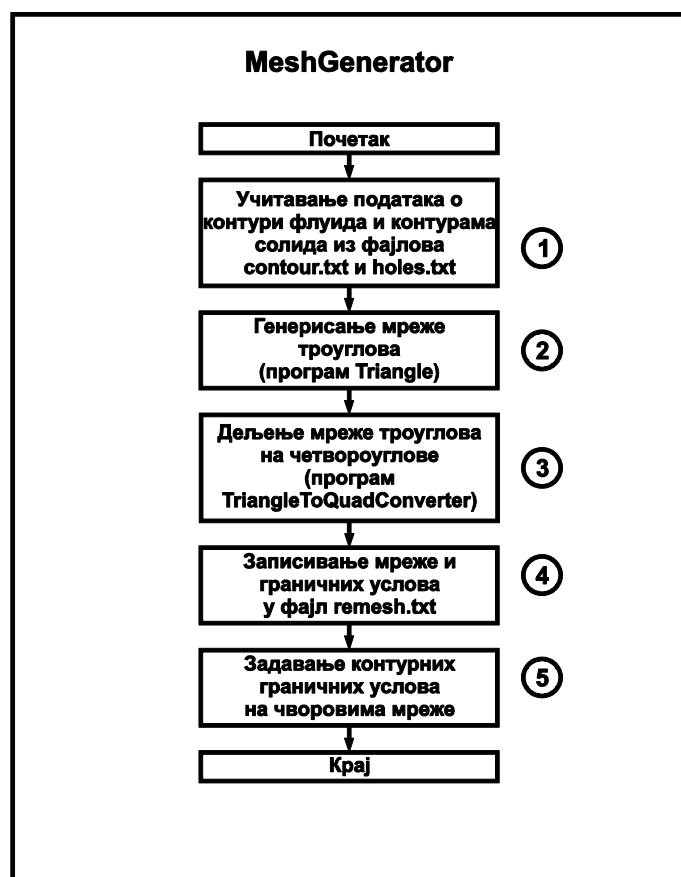 MeshGenerator
Почетак
Учитавање података о
контури флуида и контурама
солида из фајлова
contour.txt и holes.txt
1
Генерисање мреже
троуглова
(програм Triangle)
2
Дељење мреже троуглова
на четвороуглове
(програм
TriangleToQuadConverter)
3
Записивање мреже и
граничних услова
у фајл remesh.txt
4
Задавање контурних
граничних услова
на чворовима мреже
5
Крај